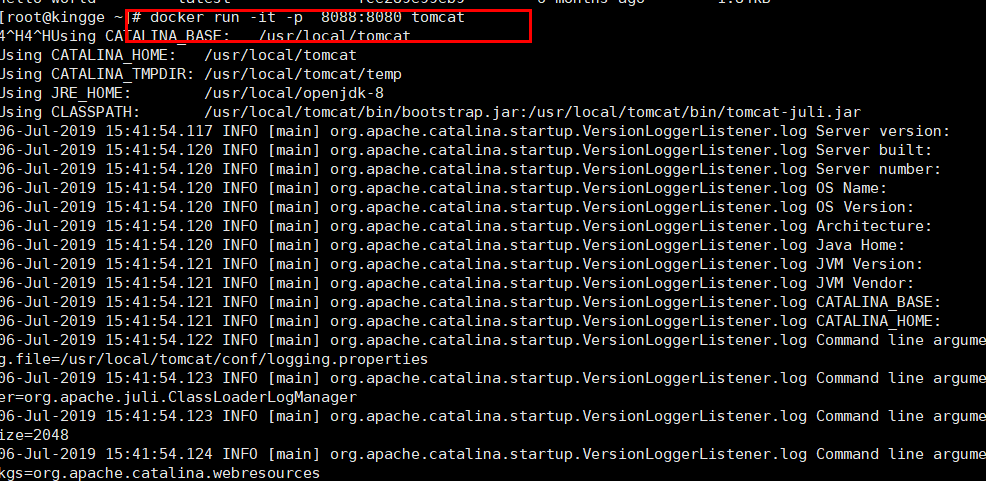 [root@kingge ~]# docker run -it -p  8088:8080 tomcat
4^H4^HUsing CATALINA_BASE:   /usr/local/tomcat
Using CATALINA_HOME:   /usr/local/tomcat
Using CATALINA_TMPDIR: /usr/local/tomcat/temp
Using JRE_HOME:        /usr/local/openjdk-8
Using CLASSPATH:       /usr/local/tomcat/bin/bootstrap.jar:/usr/local/tomcat/bin/tomcat-juli.jar
06-Jul-2019 15:41:54.117 INFO [main] org.apache.catalina.startup.VersionLoggerListener.log Server version:
06-Jul-2019 15:41:54.120 INFO [main] org.apache.catalina.startup.VersionLoggerListener.log Server built:
06-Jul-2019 15:41:54.120 INFO [main] org.apache.catalina.startup.VersionLoggerListener.log Server number:
06-Jul-2019 15:41:54.120 INFO [main] org.apache.catalina.startup.VersionLoggerListener.log OS Name:
06-Jul-2019 15:41:54.120 INFO [main] org.apache.catalina.startup.VersionLoggerListener.log OS Version:
06-Jul-2019 15:41:54.120 INFO [main] org.apache.catalina.startup.VersionLoggerListener.log Architecture:
06-Jul-2019 15:41:54.120 INFO [main] org.apache.catalina.startup.VersionLoggerListener.log Java Home:
06-Jul-2019 15:41:54.121 INFO [main] org.apache.catalina.startup.VersionLoggerListener.log JVM Version:
06-Jul-2019 15:41:54.121 INFO [main] org.apache.catalina.startup.VersionLoggerListener.log JVM Vendor:
06-Jul-2019 15:41:54.121 INFO [main] org.apache.catalina.startup.VersionLoggerListener.log CATALINA_BASE:
06-Jul-2019 15:41:54.121 INFO [main] org.apache.catalina.startup.VersionLoggerListener.log CATALINA_HOME:
06-Jul-2019 15:41:54.122 INFO [main] org.apache.catalina.startup.VersionLoggerListener.log Command line argume
g.file=/usr/local/tomcat/conf/logging.properties
06-Jul-2019 15:41:54.123 INFO [main] org.apache.catalina.startup.VersionLoggerListener.log Command line argume
er=org.apache.juli.ClassLoaderLogManager
06-Jul-2019 15:41:54.123 INFO [main] org.apache.catalina.startup.VersionLoggerListener.log Command line argume
ize=2048
06-Jul-2019 15:41:54.124 INFO [main] org.apache.catalina.startup.VersionLoggerListener.log Command line argume
kgs=org.apache.catalina.webresources